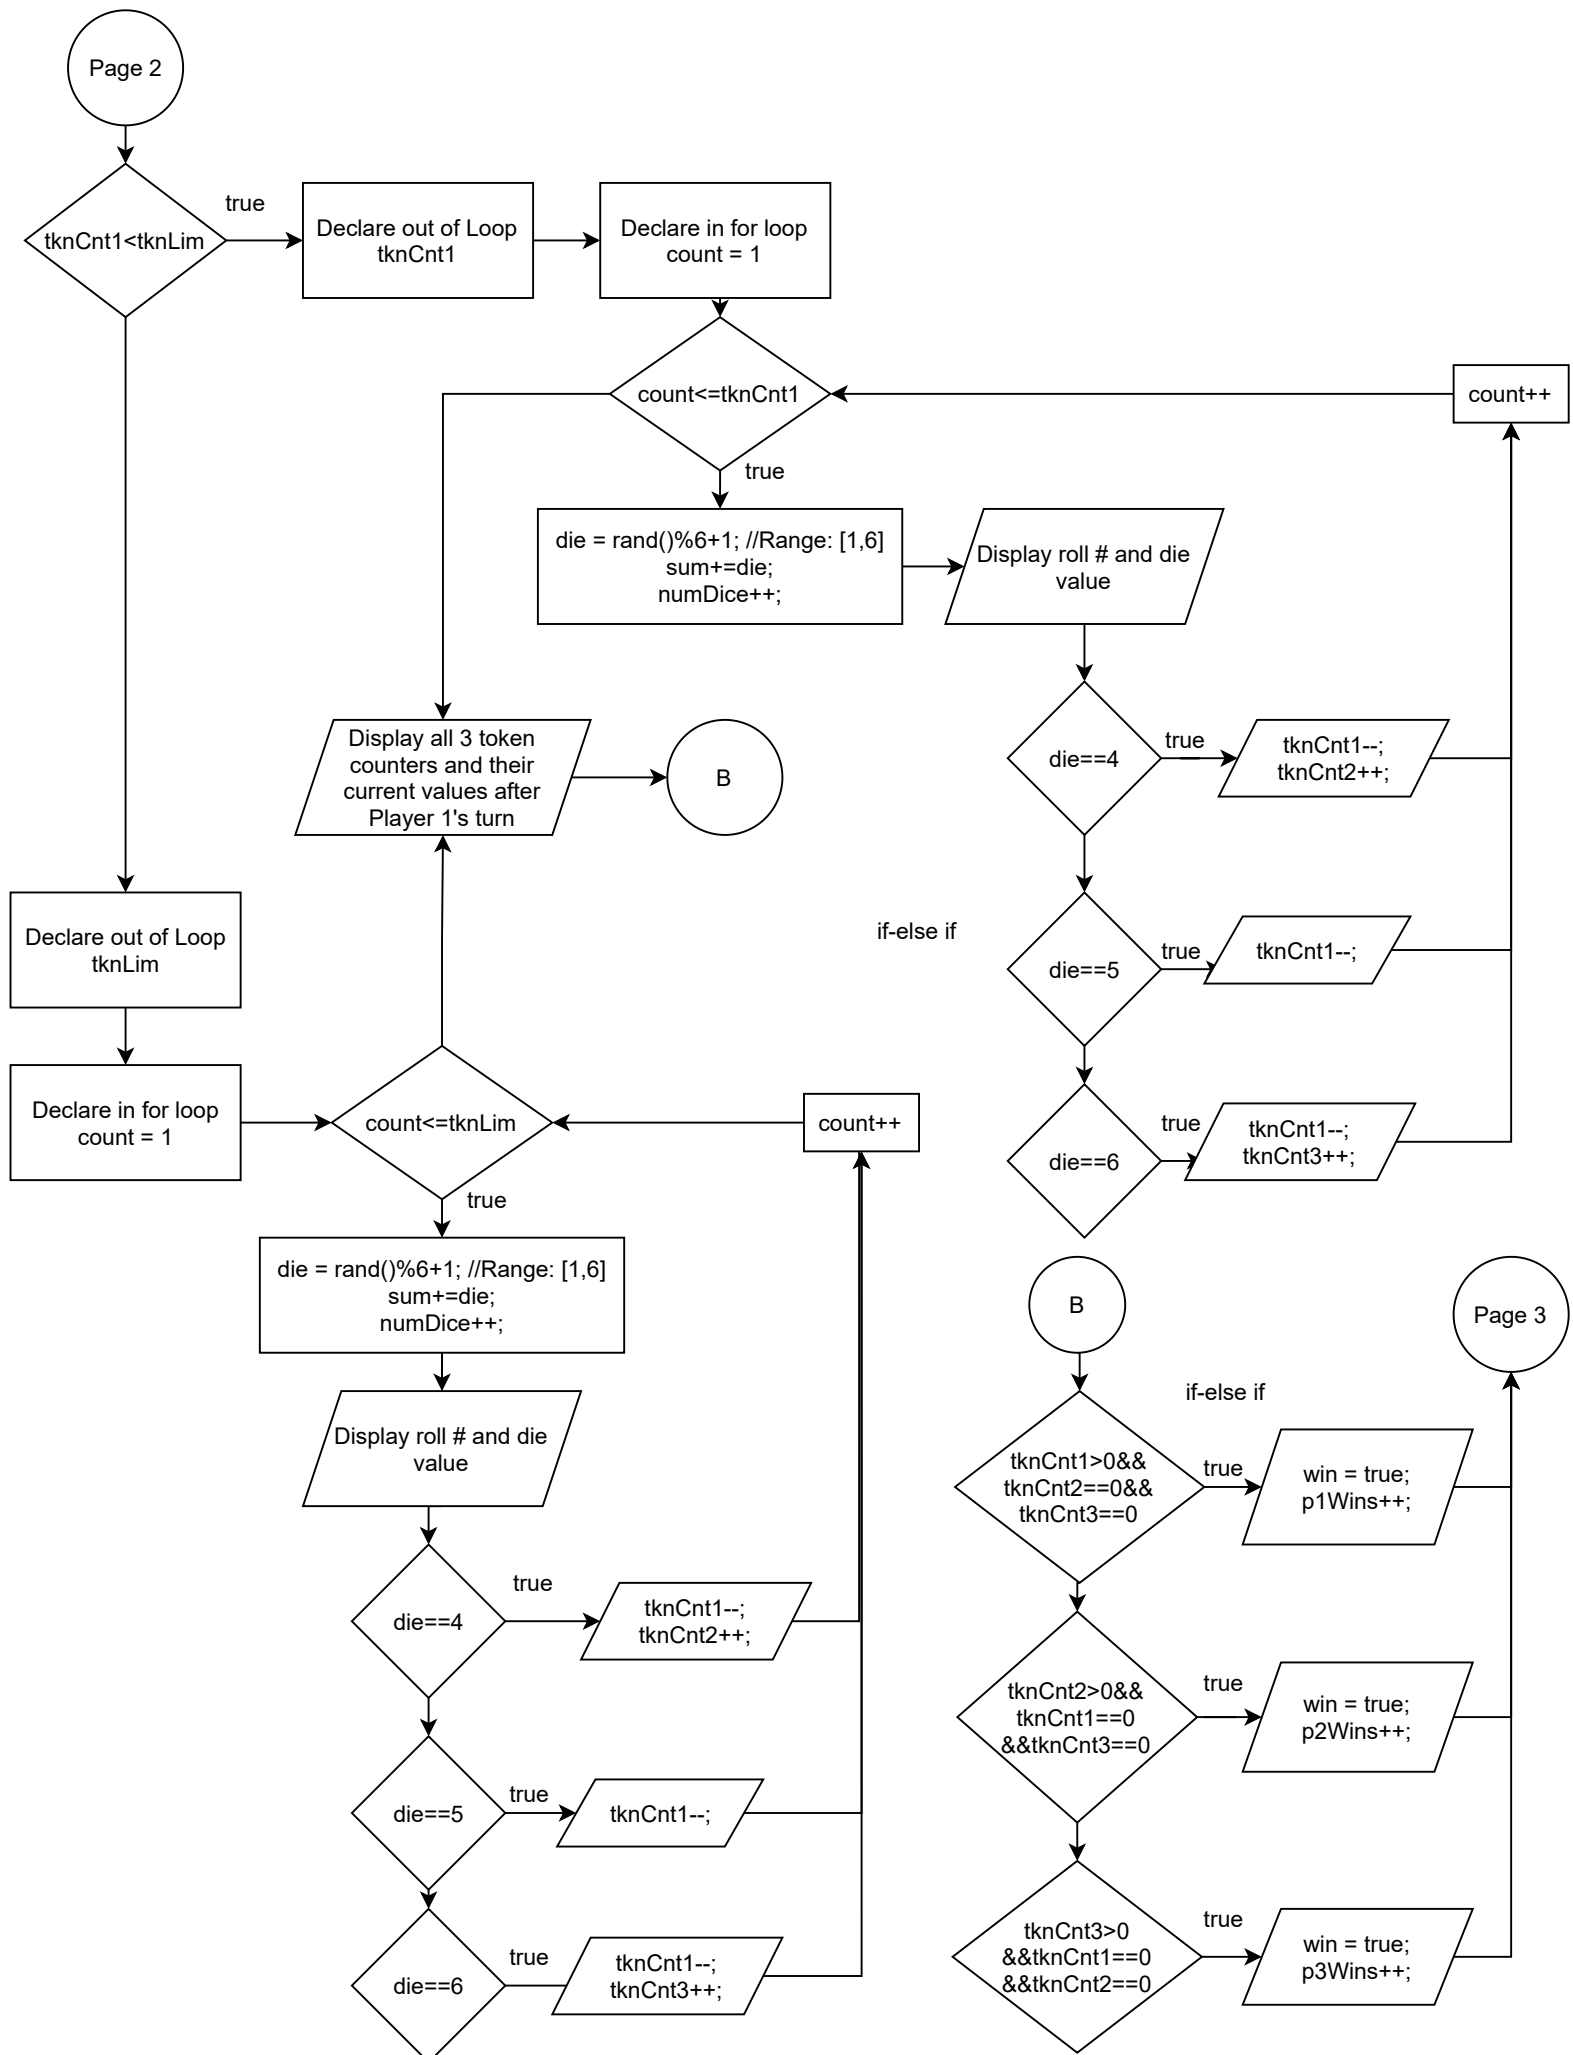 Page 2
tknCnt1<tknLim
true
Declare out of Loop
tknCnt1
Declare in for loop
count = 1
count<=tknCnt1
count++
true
die = rand()%6+1; //Range: [1,6]
sum+=die;
numDice++;
Display roll # and die
value
die==4
true
tknCnt1--;
tknCnt2++;
Display all 3 token
counters and their
current values after
Player 1's turn
B
if-else if
die==5
true
tknCnt1--;
die==6
true
tknCnt1--;
tknCnt3++;
Declare out of Loop
tknLim
Declare in for loop
count = 1
count<=tknLim
count++
true
die = rand()%6+1; //Range: [1,6]
sum+=die;
numDice++;
Display roll # and die
value
die==4
true
tknCnt1--;
tknCnt2++;
die==5
true
tknCnt1--;
die==6
true
tknCnt1--;
tknCnt3++;
B
Page 3
if-else if
tknCnt1>0&&
tknCnt2==0&&
tknCnt3==0
true
win = true;
p1Wins++;
tknCnt2>0&&
tknCnt1==0
&&tknCnt3==0
true
win = true;
p2Wins++;
tknCnt3>0
&&tknCnt1==0
&&tknCnt2==0
true
win = true;
p3Wins++;